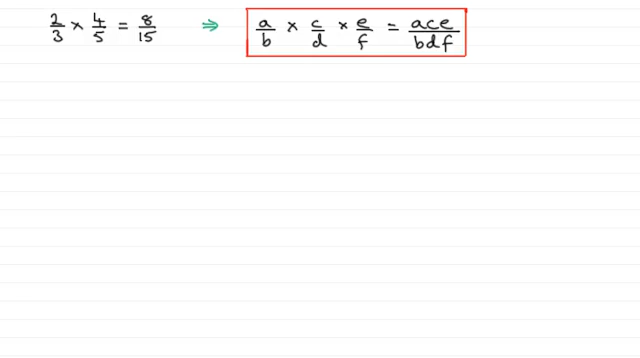 2/3 × 4/5 = 8/15 ⇒ a/b × c/d × e/f = ace/bdf